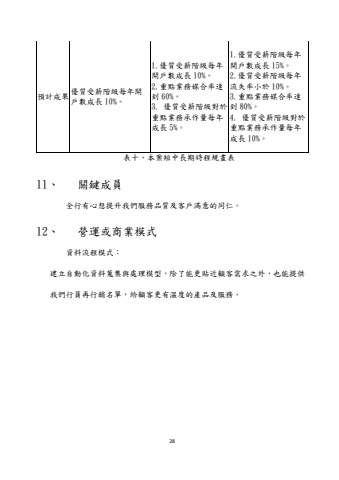 預計成果
優質受薪階級每年開
戶數成長 10%。
1.優質受薪階級每年
開戶數成長 10%。
2.重點業務媒合率達
到 60%。
3. 優質受薪階級對於
重點業務承作量每年
成長 5%。
1.優質受薪階級每年
開戶數成長 15%。
2.優質受薪階級每年
流失率小於 10%。
3.重點業務媒合率達
到 80%。
4. 優質受薪階級對於
重點業務承作量每年
成長 10%。
表十、本案短中長期時程規畫表
11、 關鍵成員
全行有心想提升我們服務品質及客戶滿意的同仁。
12、 營運或商業模式
資料流程模式：
建立自動化資料蒐集與處理模型，除了能更貼近顧客需求之外，也能提供
我們行員再行銷名單，給顧客更有溫度的產品及服務。
28